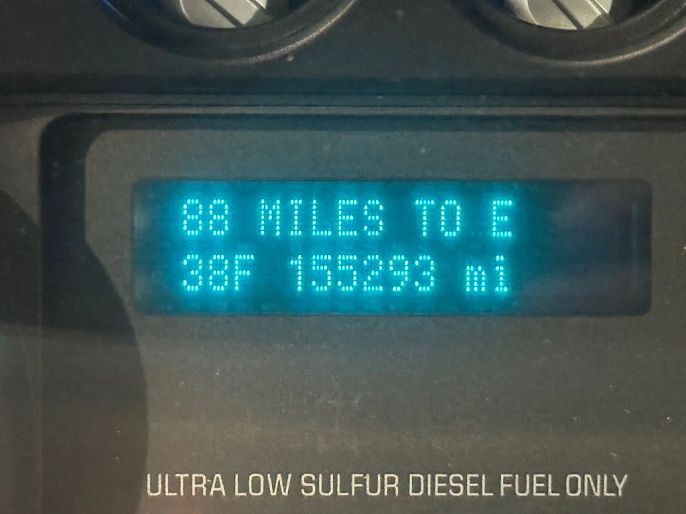 88 MILES TO E
38F 155293 mi
ULTRA LOW SULFUR DIESEL FUEL ONLY